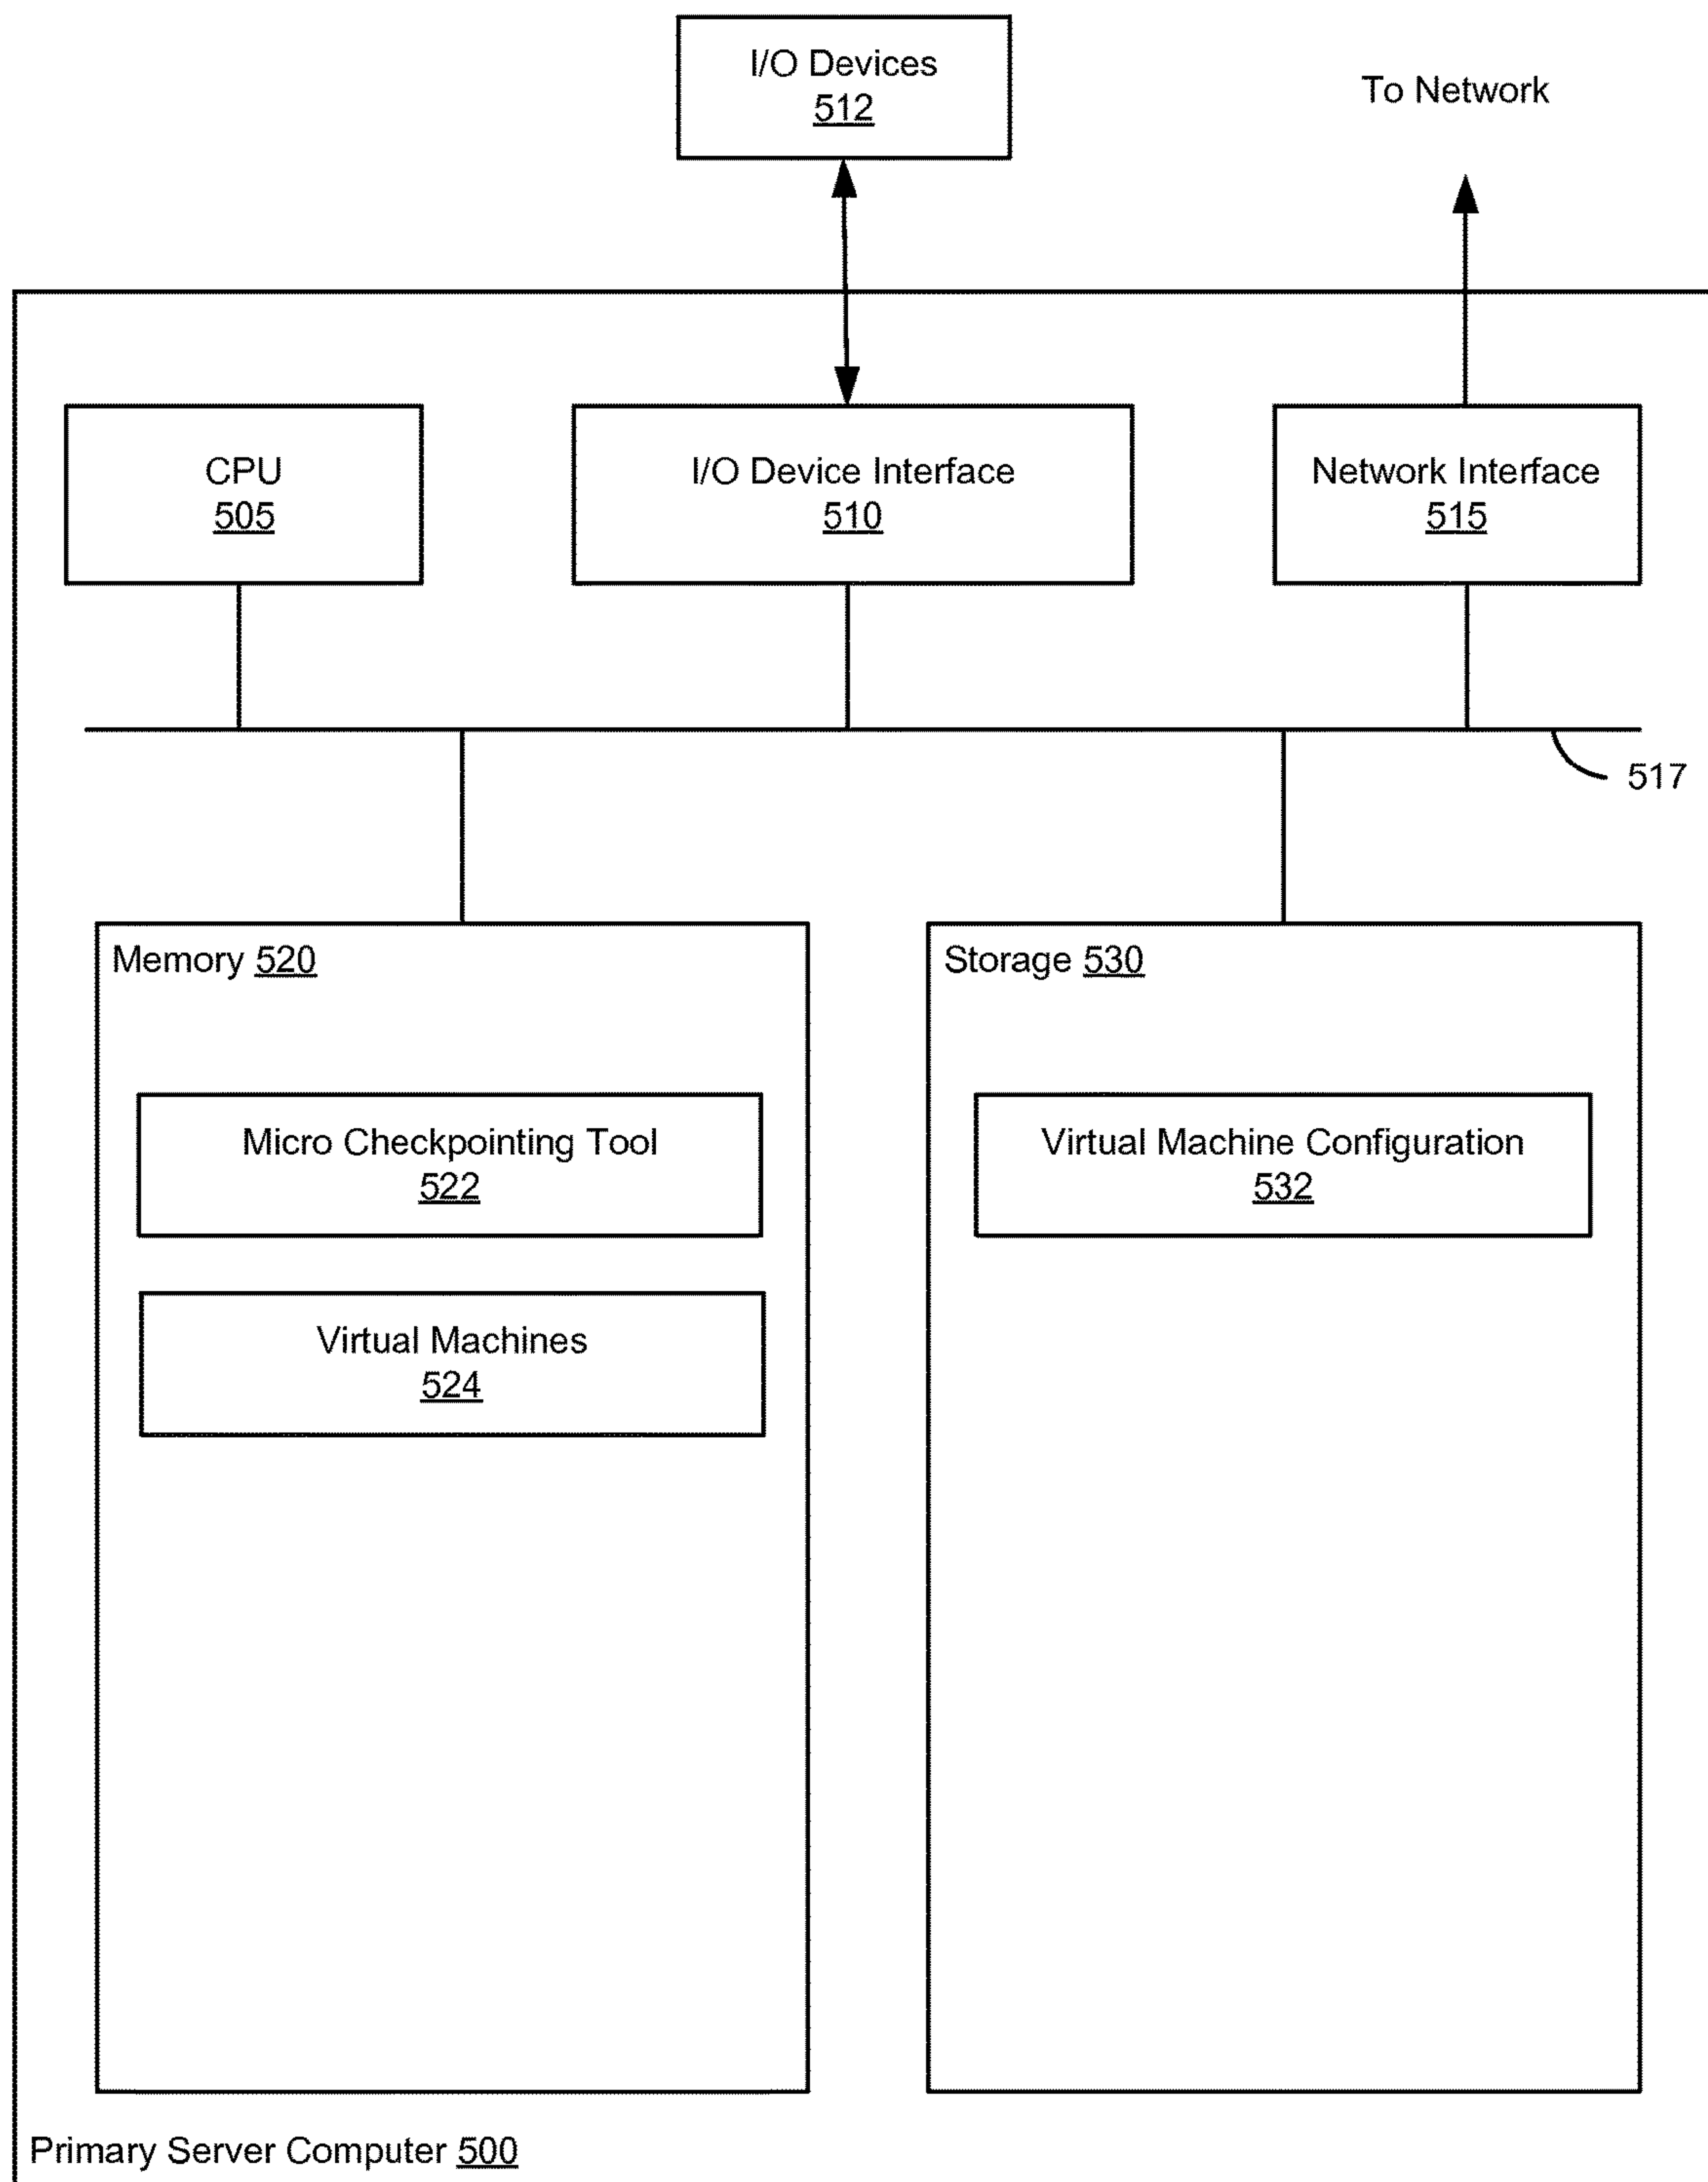 I/O Devices
512
To Network
CPU
505
I/O Device Interface
510
Network Interface
515
517
Memory 520
Storage 530
Micro Checkpointing Tool
522
Virtual Machine Configuration
532
Virtual Machines
524
Primary Server Computer 500